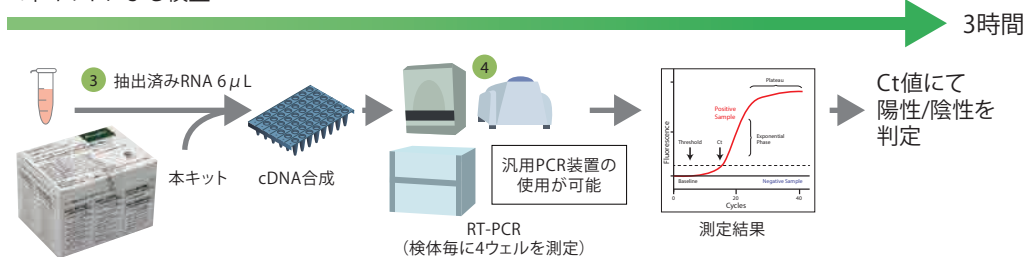 3時間
3 抽出済みRNA 6μL
本キット
cDNA合成
4
汎用PCR装置の
使用が可能
RT-PCR
(検体毎に4ウェルを測定)
Plateau
Positive
Sample
Exponential
Phase
Threshold
Ct
Fluorescence
Baseline
Negative Sample
0
20
40
Cycles
測定結果
Ct値にて
陽性/陰性を
判定